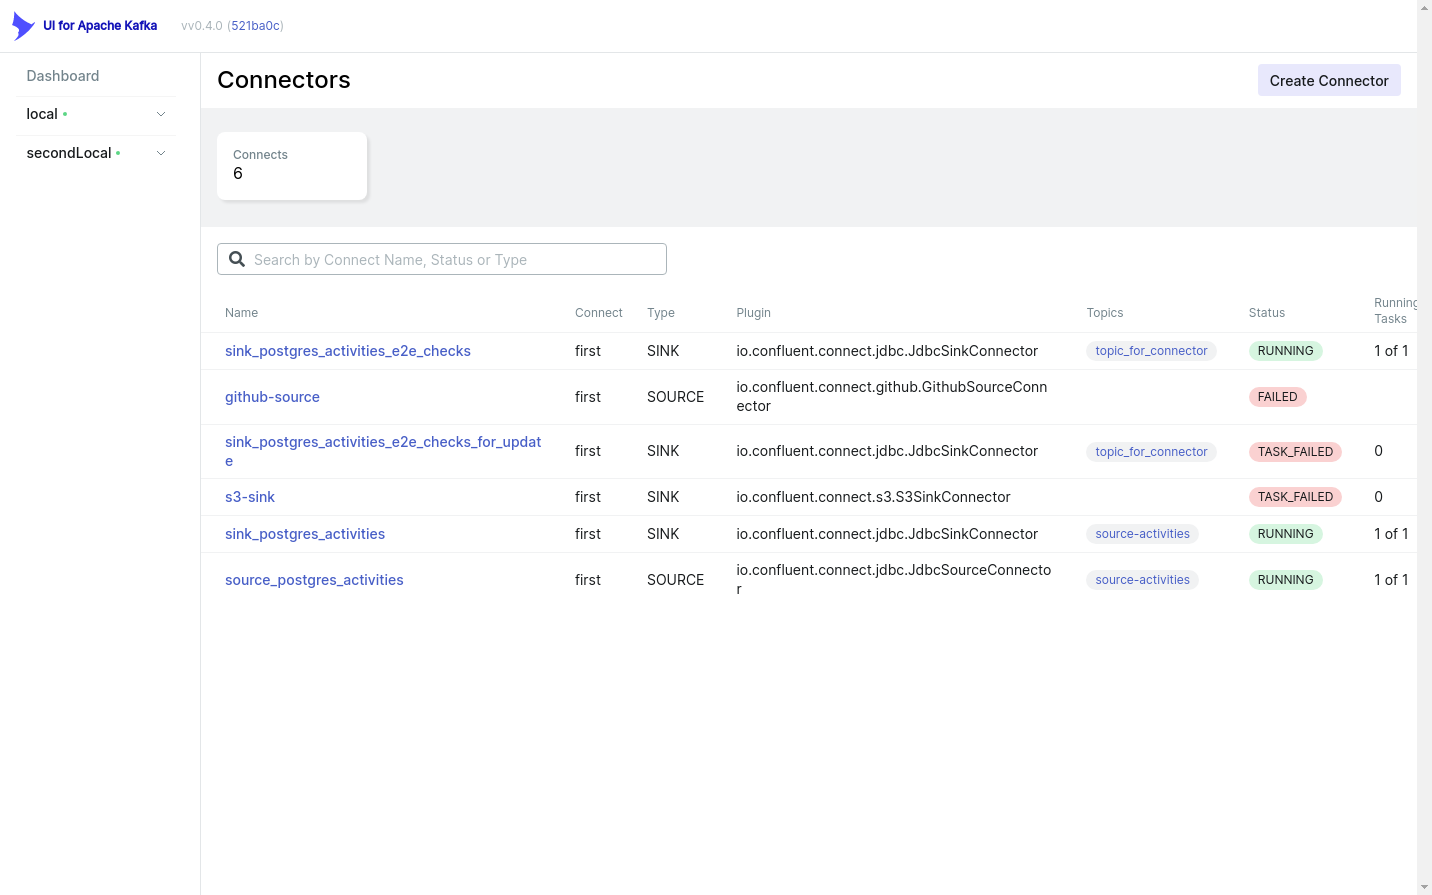 UI for Apache Kafka vv0.4.0 (521ba0c)
Dashboard
local
secondLocal
Connectors
Create Connector
Connects
6
Search by Connect Name, Status or Type
Name Connect Type Plugin Topics Status Running
Tasks
sink_postgres_activities_e2e_checks first SINK io.confluent.connect.jdbc.JdbcSinkConnector topic_for_connector RUNNING 1 of 1
github-source first SOURCE io.confluent.connect.github.GithubSourceConn
ector FAILED
sink_postgres_activities_e2e_checks_for_updat
e first SINK io.confluent.connect.jdbc.JdbcSinkConnector topic_for_connector TASK_FAILED 0
s3-sink first SINK io.confluent.connect.s3.S3SinkConnector TASK_FAILED 0
sink_postgres_activities first SINK io.confluent.connect.jdbc.JdbcSinkConnector source-activities RUNNING 1 of 1
source_postgres_activities first SOURCE io.confluent.connect.jdbc.JdbcSourceConnecto
r source-activities RUNNING 1 of 1